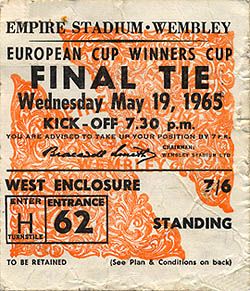 EMPIRE STADIUM · WEMBLEY
EUROPEAN CUP WINNERS CUP
FINAL TIE
Wednesday May 19, 1965
KICK-OFF 7.30 p.m.
YOU ARE ADVISED TO TAKE UP YOUR POSITION BY 7 P.M.
CHAIRMAN:
WEMBLEY STADIUM LTD
WEST ENCLOSURE 7/6
ENTER ENTRANCE
H 62 STANDING
TURNSTILE
TO BE RETAINED (See Plan & Conditions on back)